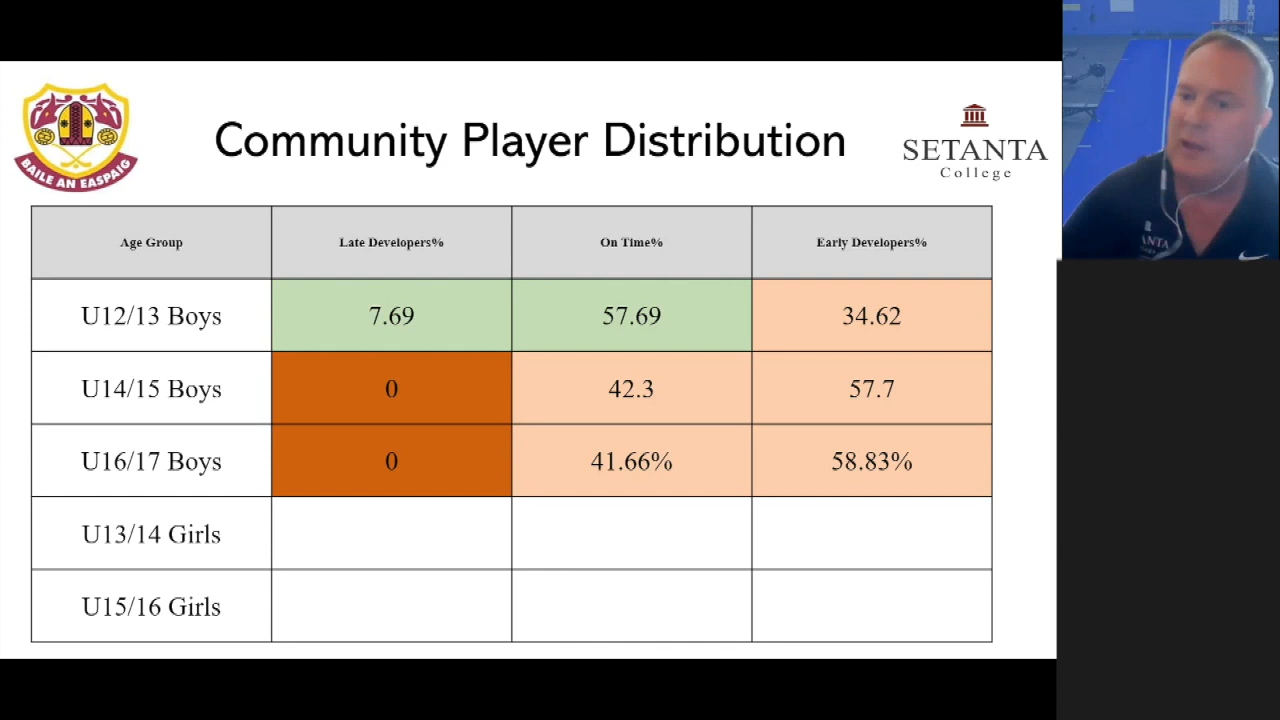 Community Player Distribution
BAILE AN EASPAIG
SETANTA
College
Age Group
Late Developers%
On Time%
Early Developers%
U12/13 Boys
7.69
57.69
34.62
U14/15 Boys
0
42.3
57.7
U16/17 Boys
0
41.66%
58.83%
U13/14 Girls
U15/16 Girls